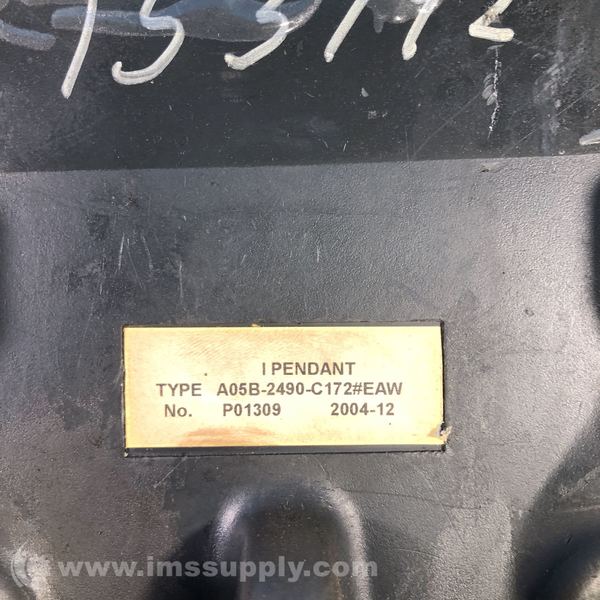 I PENDANT
TYPE A05B-2490-C172#EAW
No. P01309 2004-12
© www.imssupply.com